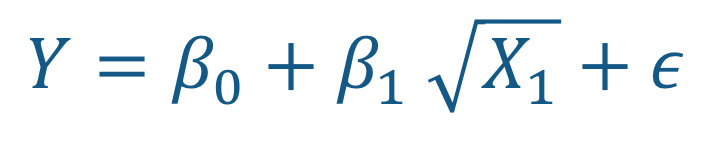 Y = β₀ + β₁ √X₁ + ϵ